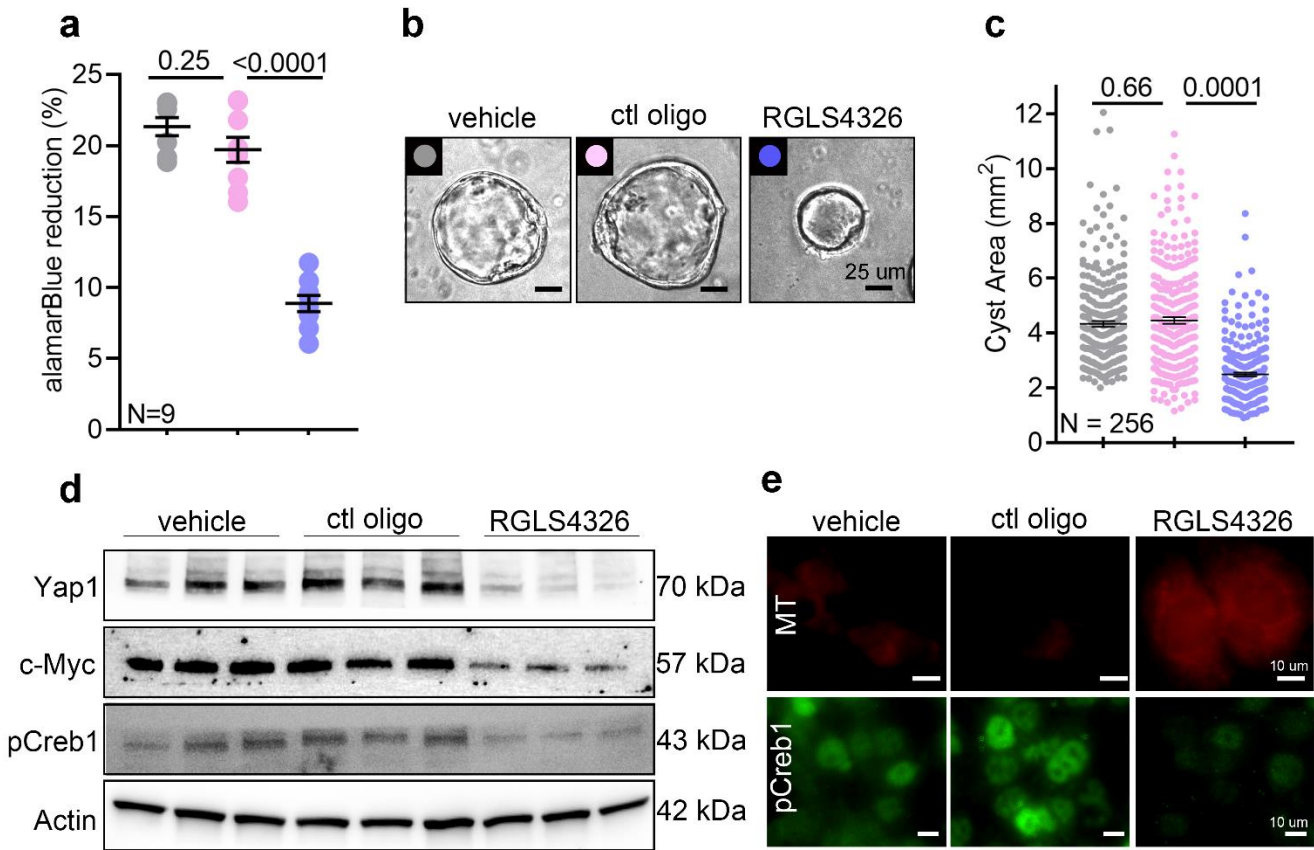 a
0.25 <0.0001
25
20
15
10
5
0
alamarBlue reduction (%)
N=9
b
vehicle ctl oligo RGLS4326
25 um
c
0.66 0.0001
12
10
8
6
4
2
0
Cyst Area (mm²)
N = 256
d
vehicle ctl oligo RGLS4326
Yap1 70 kDa
c-Myc 57 kDa
pCreb1 43 kDa
Actin 42 kDa
e
vehicle ctl oligo RGLS4326
MT
10 um
pCreb1
10 um